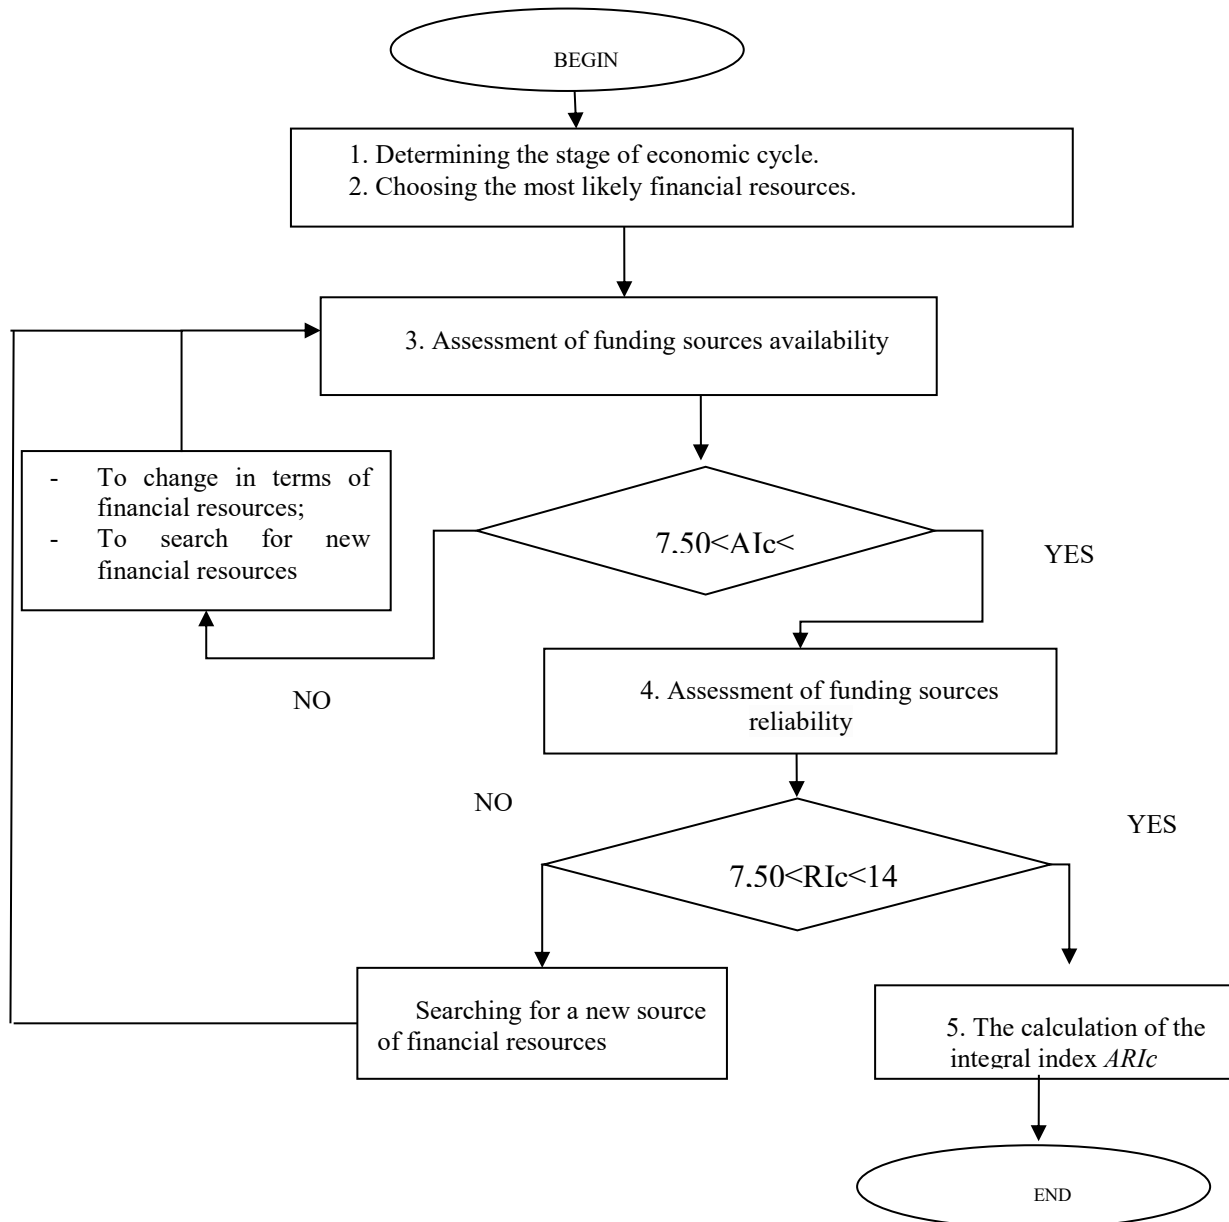 BEGIN
1. Determining the stage of economic cycle.
2. Choosing the most likely financial resources.
3. Assessment of funding sources availability
- To change in terms of
financial resources;
- To search for new
financial resources
7,50<AIc<
YES
NO
4. Assessment of funding sources
reliability
NO
YES
7,50<RIc<14
Searching for a new source
of financial resources
5. The calculation of the
integral index ARIc
END